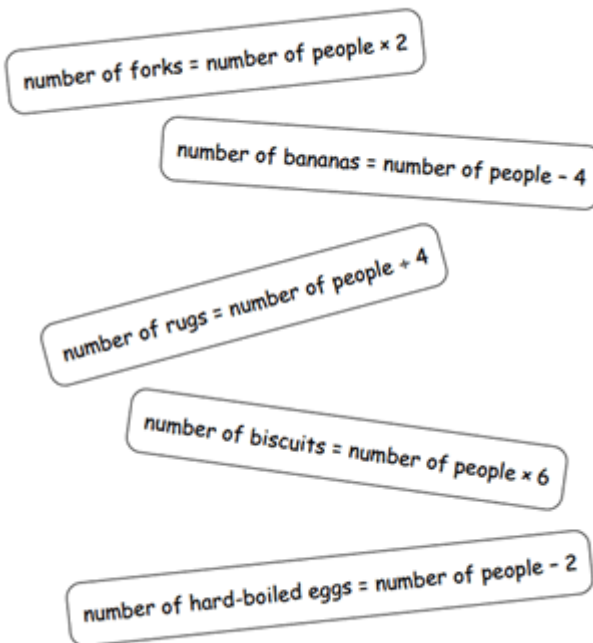 number of forks = number of people × 2
number of bananas = number of people - 4
number of rugs = number of people ÷ 4
number of biscuits = number of people × 6
number of hard-boiled eggs = number of people - 2